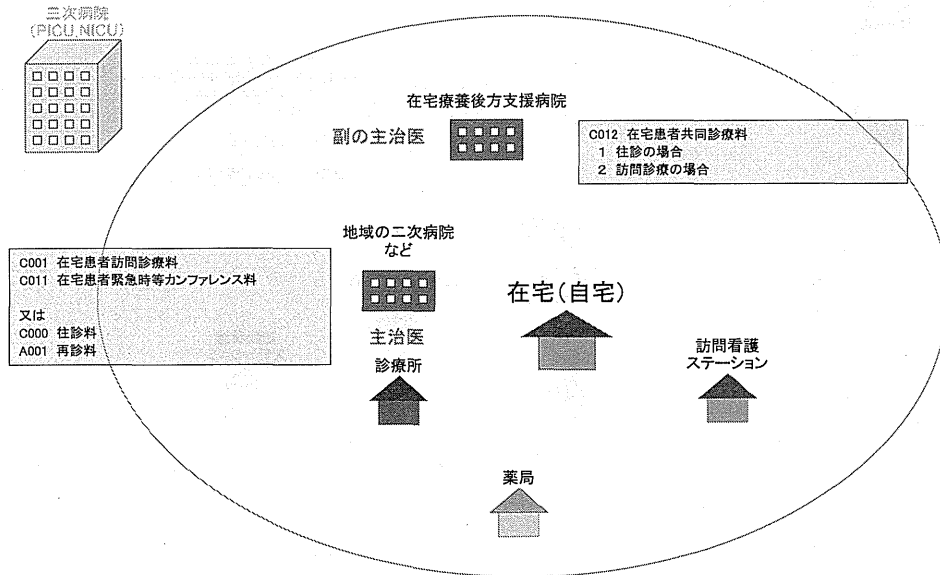 三次病院
(PICU,NICU)
在宅療養後方支援病院
副の主治医
C012 在宅患者共同診療料
1 往診の場合
2 訪問診療の場合
地域の二次病院
など
C001 在宅患者訪問診療料
C011 在宅患者緊急時等カンファレンス料
又は
C000 往診料
A001 再診料
在宅(自宅)
主治医
診療所
訪問看護
ステーション
薬局